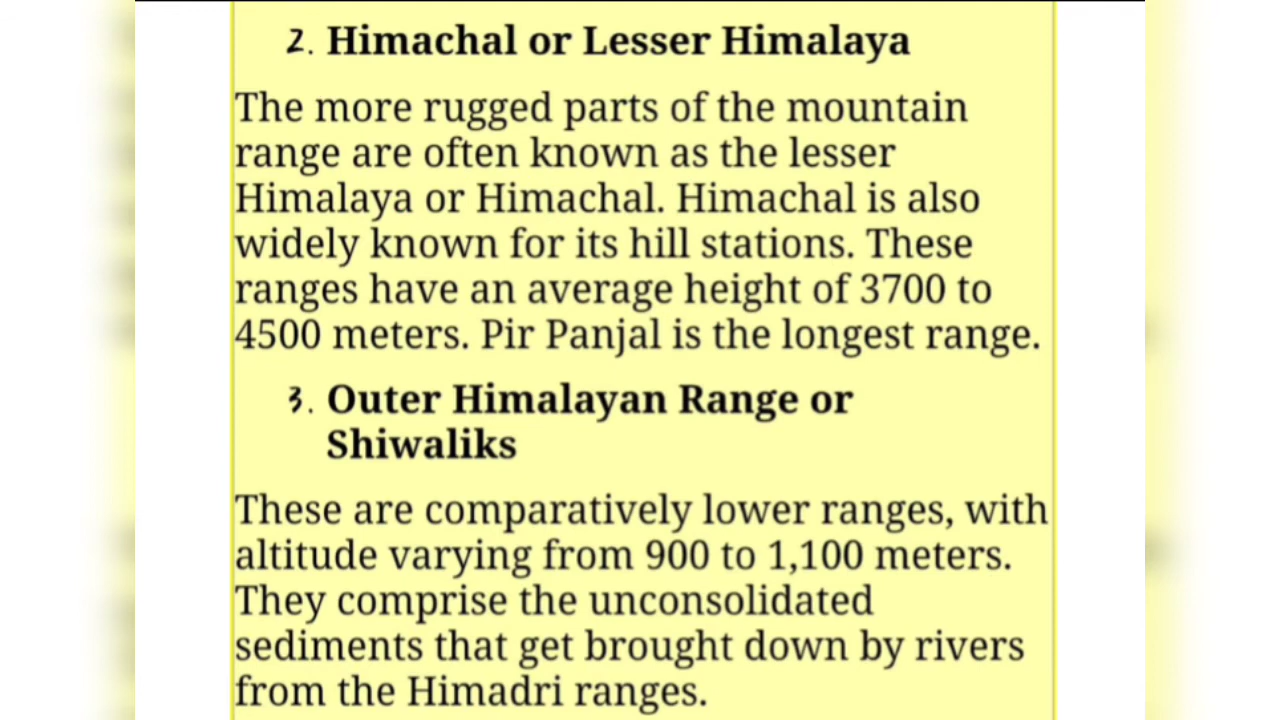 2. Himachal or Lesser Himalaya
The more rugged parts of the mountain
range are often known as the lesser
Himalaya or Himachal. Himachal is also
widely known for its hill stations. These
ranges have an average height of 3700 to
4500 meters. Pir Panjal is the longest range.
3. Outer Himalayan Range or
Shiwaliks
These are comparatively lower ranges, with
altitude varying from 900 to 1,100 meters.
They comprise the unconsolidated
sediments that get brought down by rivers
from the Himadri ranges.